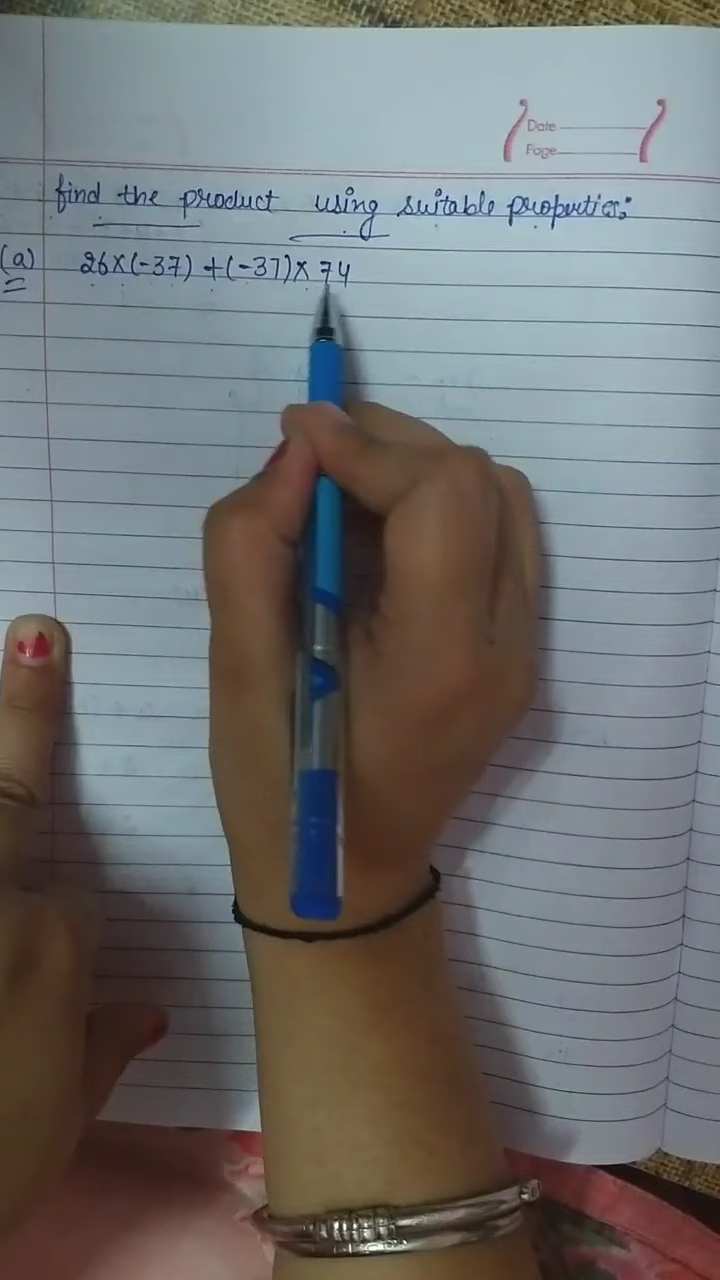 Date
Page
find the product using suitable properties:
(a) 26×(-37) +(-37)× 74